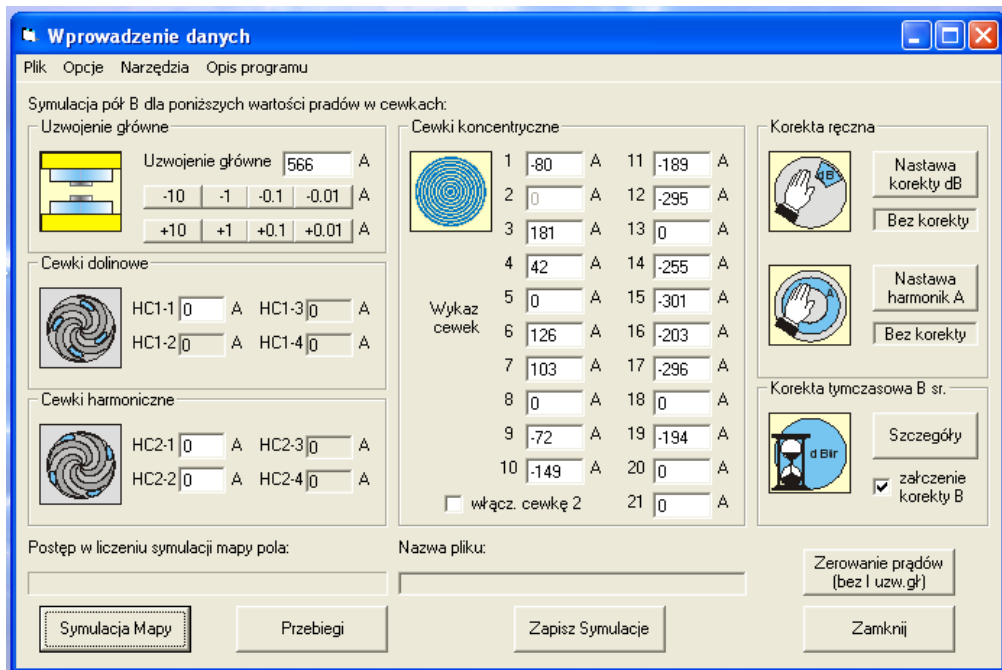 Wprowadzenie danych
Plik Opcje Narzędzia Opis programu
Symulacja pół B dla poniższych wartości pradów w cewkach:
Uzwojenie główne
Uzwojenie główne 566 A
-10 -1 -0.1 -0.01 A
+10 +1 +0.1 +0.01 A
Cewki dolinowe
HC1-1 0 A HC1-3 0 A
HC1-2 0 A HC1-4 0 A
Cewki harmoniczne
HC2-1 0 A HC2-3 0 A
HC2-2 0 A HC2-4 0 A
Cewki koncentryczne
Wykaz
cewek
1 -80 A 11 -189 A
2 0 A 12 -295 A
3 181 A 13 0 A
4 42 A 14 -255 A
5 0 A 15 -301 A
6 126 A 16 -203 A
7 103 A 17 -296 A
8 0 A 18 0 A
9 -72 A 19 -194 A
10 -149 A 20 0 A
włącz. cewkę 2 21 0 A
Korekta ręczna
dB
Nastawa
korekty dB
Bez korekty
A
Nastawa
harmonik A
Bez korekty
Korekta tymczasowa B sr.
d Bśr
Szczegóły
załrczenie
korekty B
Postęp w liczeniu symulacji mapy pola:
Nazwa pliku:
Zerowanie prądów
(bez I uzw.gł)
Symulacja Mapy Przebiegi Zapisz Symulacje Zamknij